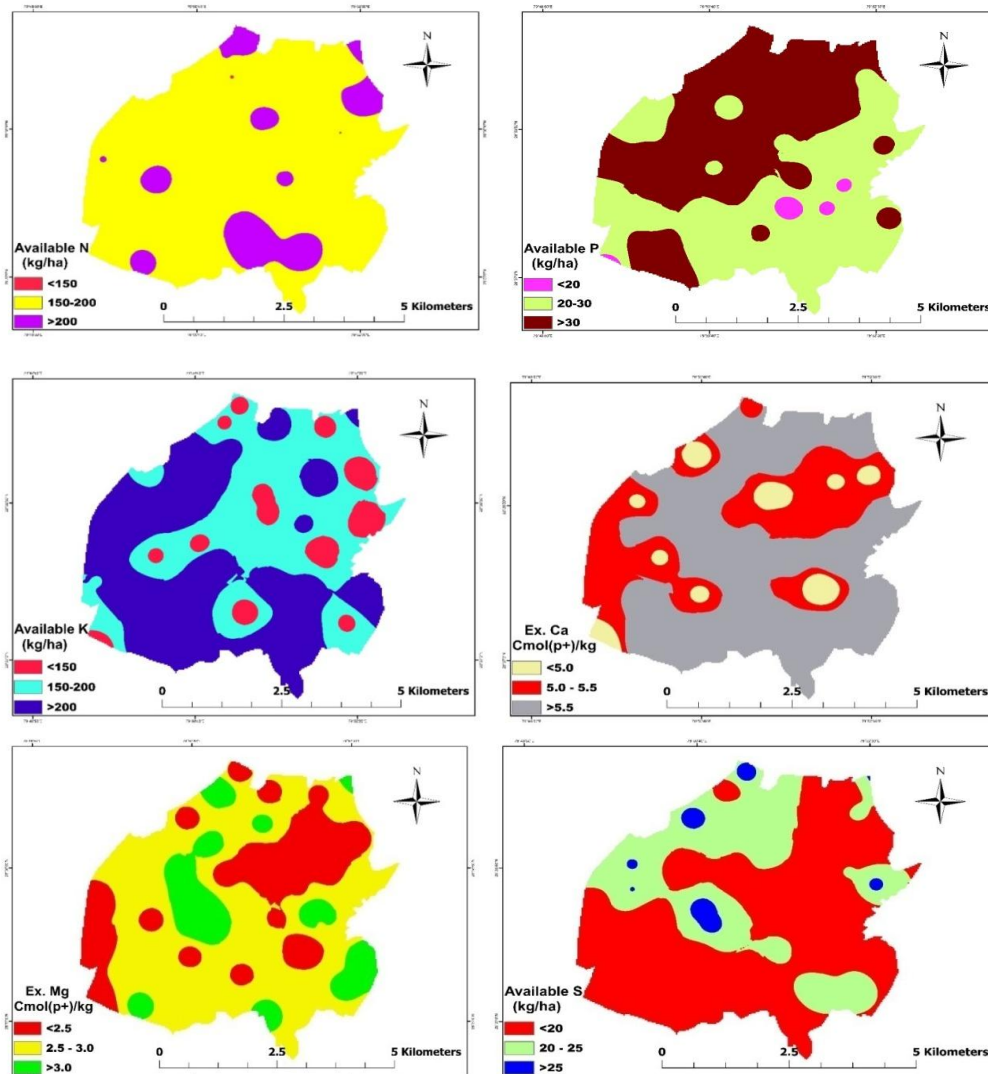 N
Available N
(kg/ha)
<150
150-200
>200
0 2.5 5 Kilometers
N
Available P
(kg/ha)
<20
20-30
>30
0 2.5 5 Kilometers
N
Available K
(kg/ha)
<150
150-200
>200
0 2.5 5 Kilometers
N
Ex. Ca
Cmol(p+)/kg
<5.0
5.0 - 5.5
>5.5
0 2.5 5 Kilometers
N
Ex. Mg
Cmol(p+)/kg
<2.5
2.5 - 3.0
>3.0
0 2.5 5 Kilometers
N
Available S
(kg/ha)
<20
20 - 25
>25
0 2.5 5 Kilometers